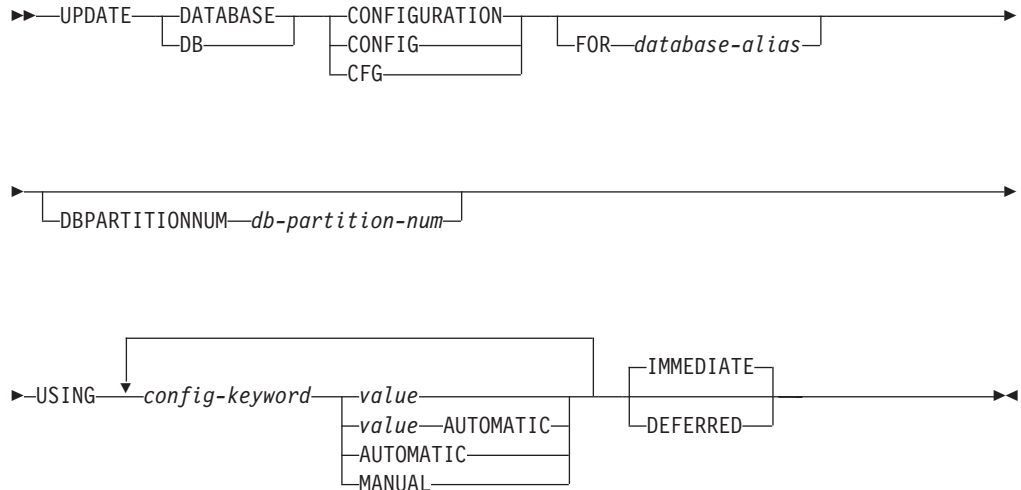 UPDATE DATABASE CONFIGURATION
DB CONFIG FOR database-alias
CFG
DBPARTITIONNUM db-partition-num
IMMEDIATE
USING config-keyword value
value AUTOMATIC DEFERRED
AUTOMATIC
MANUAL